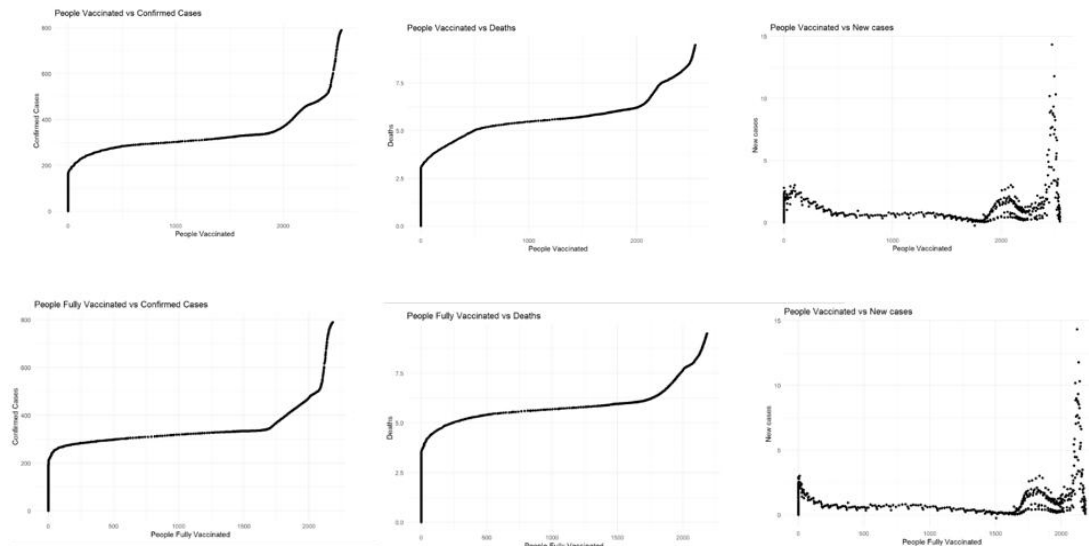 People Vaccinated vs Confirmed Cases
800
600
400
200
0
Confirmed Cases
0
1000
2000
People Vaccinated
People Vaccinated vs Deaths
7.5
5.0
2.5
0.0
Deaths
0
1000
2000
People Vaccinated
People Vaccinated vs New cases
15
10
5
0
New cases
0
1000
2000
People Vaccinated
People Fully Vaccinated vs Confirmed Cases
800
600
400
200
0
Confirmed Cases
0
500
1000
1500
2000
People Fully Vaccinated
People Fully Vaccinated vs Deaths
7.5
5.0
2.5
0.0
Deaths
0
500
1000
1500
2000
People Fully Vaccinated
People Vaccinated vs New cases
15
10
5
0
New cases
0
500
1000
1500
2000
People Fully Vaccinated